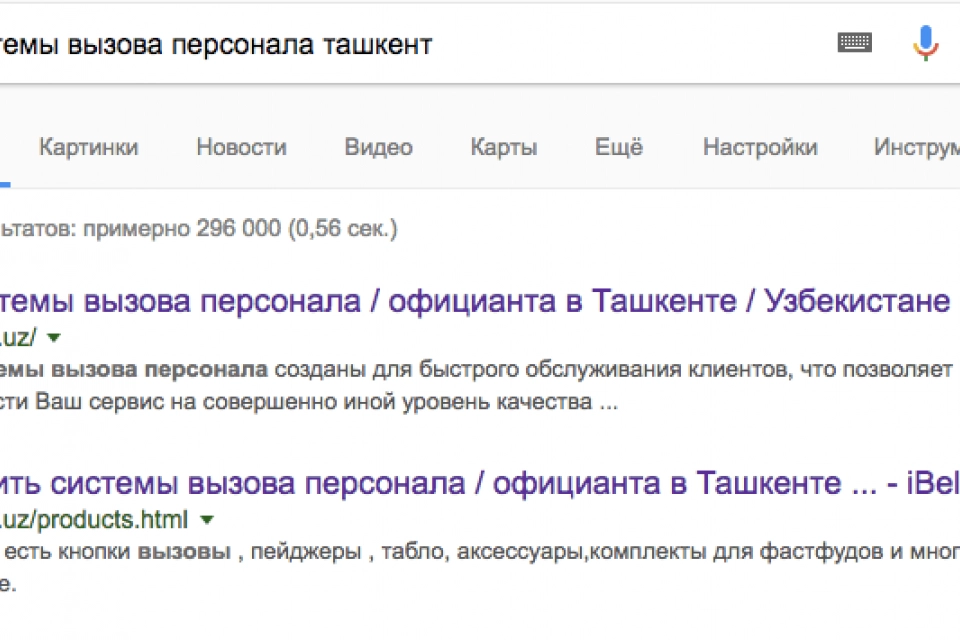 темы вызова персонала ташкент
Картинки Новости Видео Карты Ещё Настройки Инструм
льтатов: примерно 296 000 (0,56 сек.)
темы вызова персонала / официанта в Ташкенте / Узбекистане
.uz/
емы вызова персонала созданы для быстрого обслуживания клиентов, что позволяет
сти Ваш сервис на совершенно иной уровень качества ...
ить системы вызова персонала / официанта в Ташкенте ... - iBel
.uz/products.html
есть кнопки вызовы , пейджеры , табло, аксессуары,комплекты для фастфудов и мног
е.